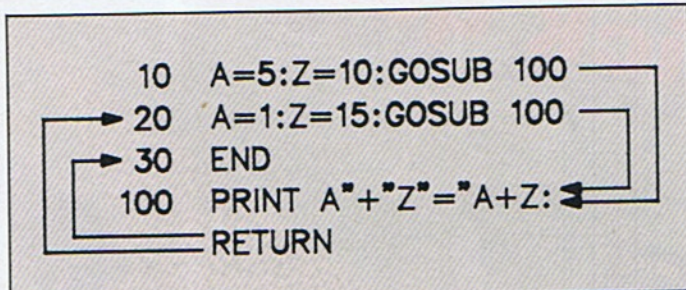 10 A=5:Z=10:GOSUB 100
20 A=1:Z=15:GOSUB 100
30 END
100 PRINT A"+"Z"="A+Z:
RETURN